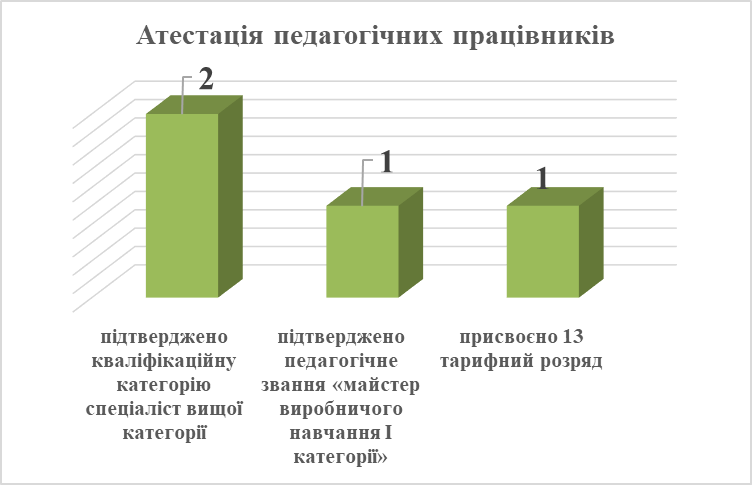 Атестація педагогічних працівників
2
1
1
підтверджено
кваліфікаційну
категорію
спеціаліст вищої
категорії
підтверджено
педагогічне
звання «майстер
виробничого
навчання І
категорії»
присвоєно 13
тарифний розряд